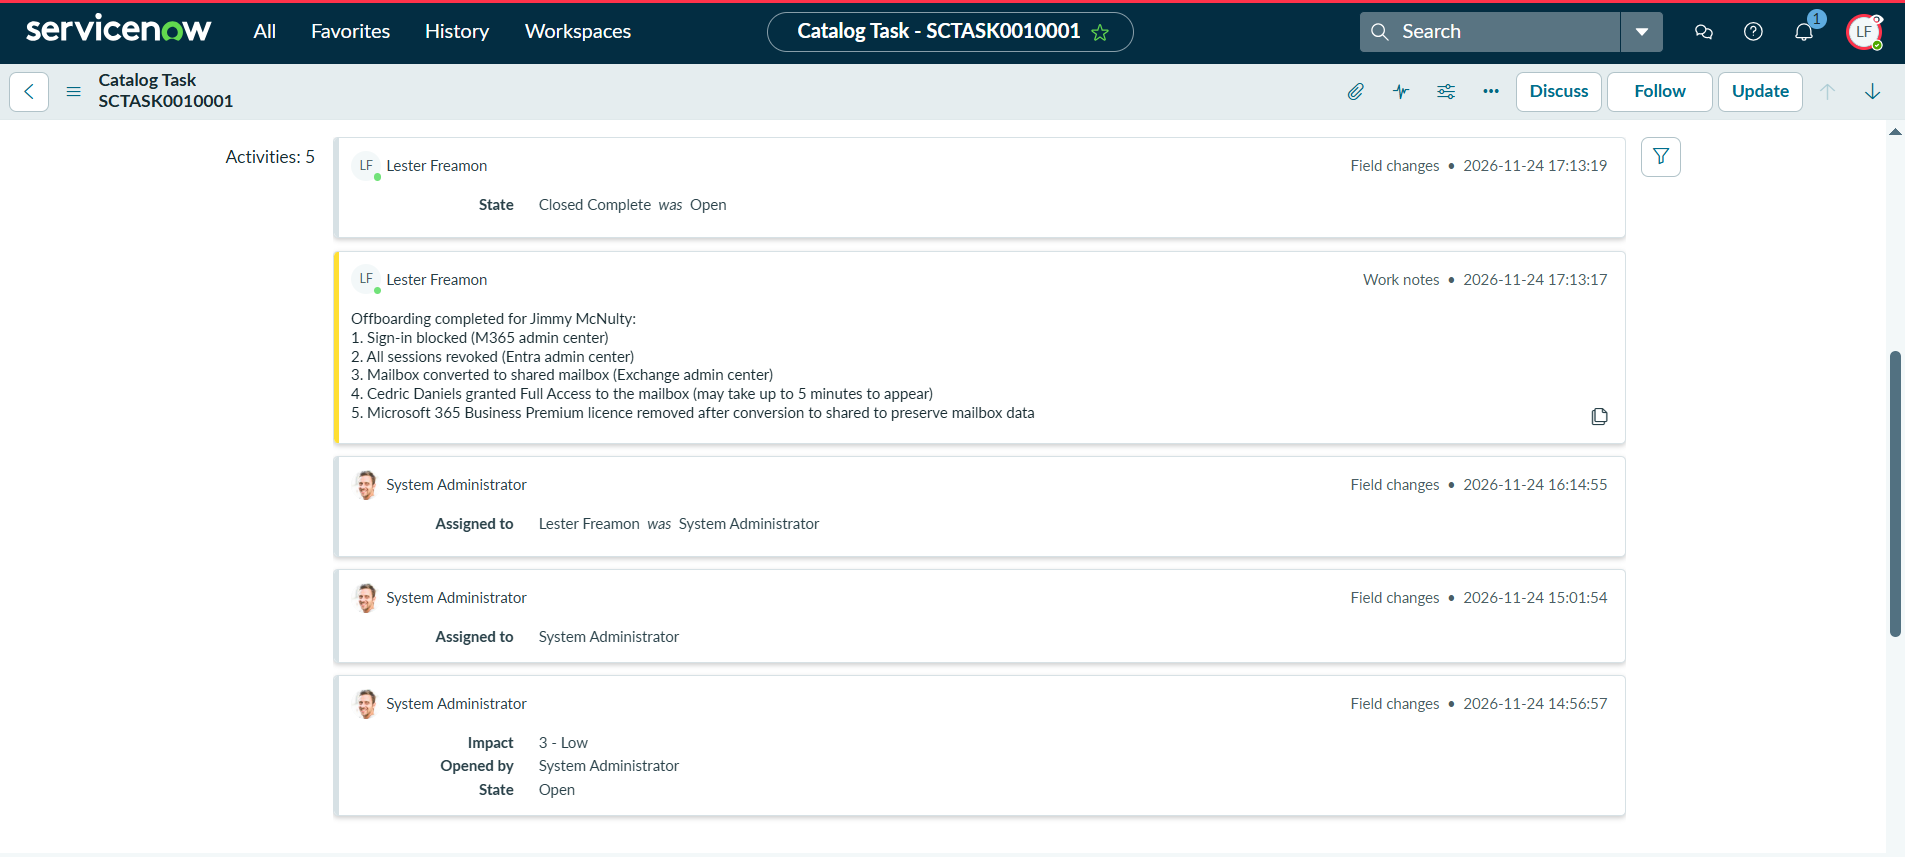 servicenow
All
Favorites
History
Workspaces
Catalog Task - SCTASK0010001
Search
1
LF
Catalog Task
SCTASK0010001
Discuss
Follow
Update
Activities: 5
LF Lester Freamon
Field changes • 2026-11-24 17:13:19
State Closed Complete was Open
LF Lester Freamon
Work notes • 2026-11-24 17:13:17
Offboarding completed for Jimmy McNulty:
1. Sign-in blocked (M365 admin center)
2. All sessions revoked (Entra admin center)
3. Mailbox converted to shared mailbox (Exchange admin center)
4. Cedric Daniels granted Full Access to the mailbox (may take up to 5 minutes to appear)
5. Microsoft 365 Business Premium licence removed after conversion to shared to preserve mailbox data
System Administrator
Field changes • 2026-11-24 16:14:55
Assigned to Lester Freamon was System Administrator
System Administrator
Field changes • 2026-11-24 15:01:54
Assigned to System Administrator
System Administrator
Field changes • 2026-11-24 14:56:57
Impact 3 - Low
Opened by System Administrator
State Open